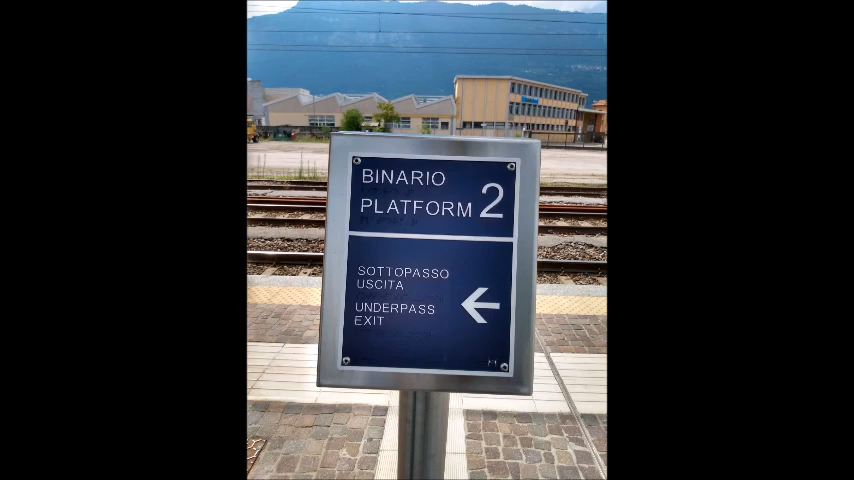 BINARIO
PLATFORM 2
SOTTOPASSO
USCITA
UNDERPASS
EXIT